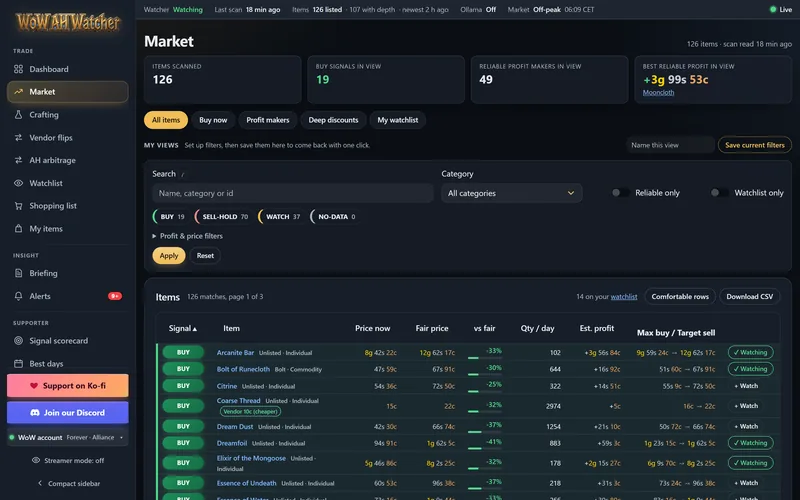 WoW AH Watcher
Watcher Watching Last scan 18 min ago Items 126 listed · 107 with depth · newest 2 h ago Ollama Off Market Off-peak 06:09 CET Live
TRADE
Dashboard
Market
Crafting
Vendor flips
AH arbitrage
Watchlist
Shopping list
My items
INSIGHT
Briefing
Alerts 9+
SUPPORTER
Signal scorecard
Best days
Support on Ko-fi
Join our Discord
WoW account Forever · Alliance
Streamer mode: off
Compact sidebar
Market
126 items · scan read 18 min ago
ITEMS SCANNED
126
BUY SIGNALS IN VIEW
19
RELIABLE PROFIT MAKERS IN VIEW
49
BEST RELIABLE PROFIT IN VIEW
+3g 99s 53c
Mooncloth
All items Buy now Profit makers Deep discounts My watchlist
MY VIEWS Set up filters, then save them here to come back with one click. Name this view Save current filters
Search / Category
Name, category or id All categories Reliable only Watchlist only
BUY 19 SELL-HOLD 70 WATCH 37 NO-DATA 0
Profit & price filters
Apply Reset
Items 126 matches, page 1 of 3 14 on your watchlist Comfortable rows Download CSV
Signal Item Price now Fair price vs fair Qty / day Est. profit Max buy / Target sell
BUY Arcanite Bar Unlisted · Individual 8g 42s 22c 12g 62s 17c -33% 102 +3g 56s 84c 9g 59s 24c → 12g 62s 17c ✓ Watching
BUY Bolt of Runecloth Bolt · Commodity 47s 59c 67s 91c -30% 644 +16s 92c 51s 60c → 67s 91c ✓ Watching
BUY Citrine Unlisted · Individual 54s 36c 72s 50c -25% 322 +14s 51c 55s 9c → 72s 50c + Watch
BUY Coarse Thread Unlisted · Individual 15c 22c -32% 2974 +5c 16c → 22c + Watch
Vendor 10c (cheaper)
BUY Dream Dust Unlisted · Individual 42s 30c 66s 74c -37% 1254 +21s 10c 50s 72c → 66s 74c + Watch
BUY Dreamfoil Unlisted · Individual 94s 91c 1g 62s 5c -41% 883 +59s 3c 1g 23s 15c → 1g 62s 5c ✓ Watching
BUY Elixir of the Mongoose Unlisted · Individual 5g 46s 86c 8g 2s 25c -32% 178 +2g 15s 27c 6g 9s 70c → 8g 2s 25c ✓ Watching
BUY Essence of Undeath Unlisted · Individual 60s 53c 96s 38c -37% 218 +31s 3c 73s 24c → 96s 38c + Watch